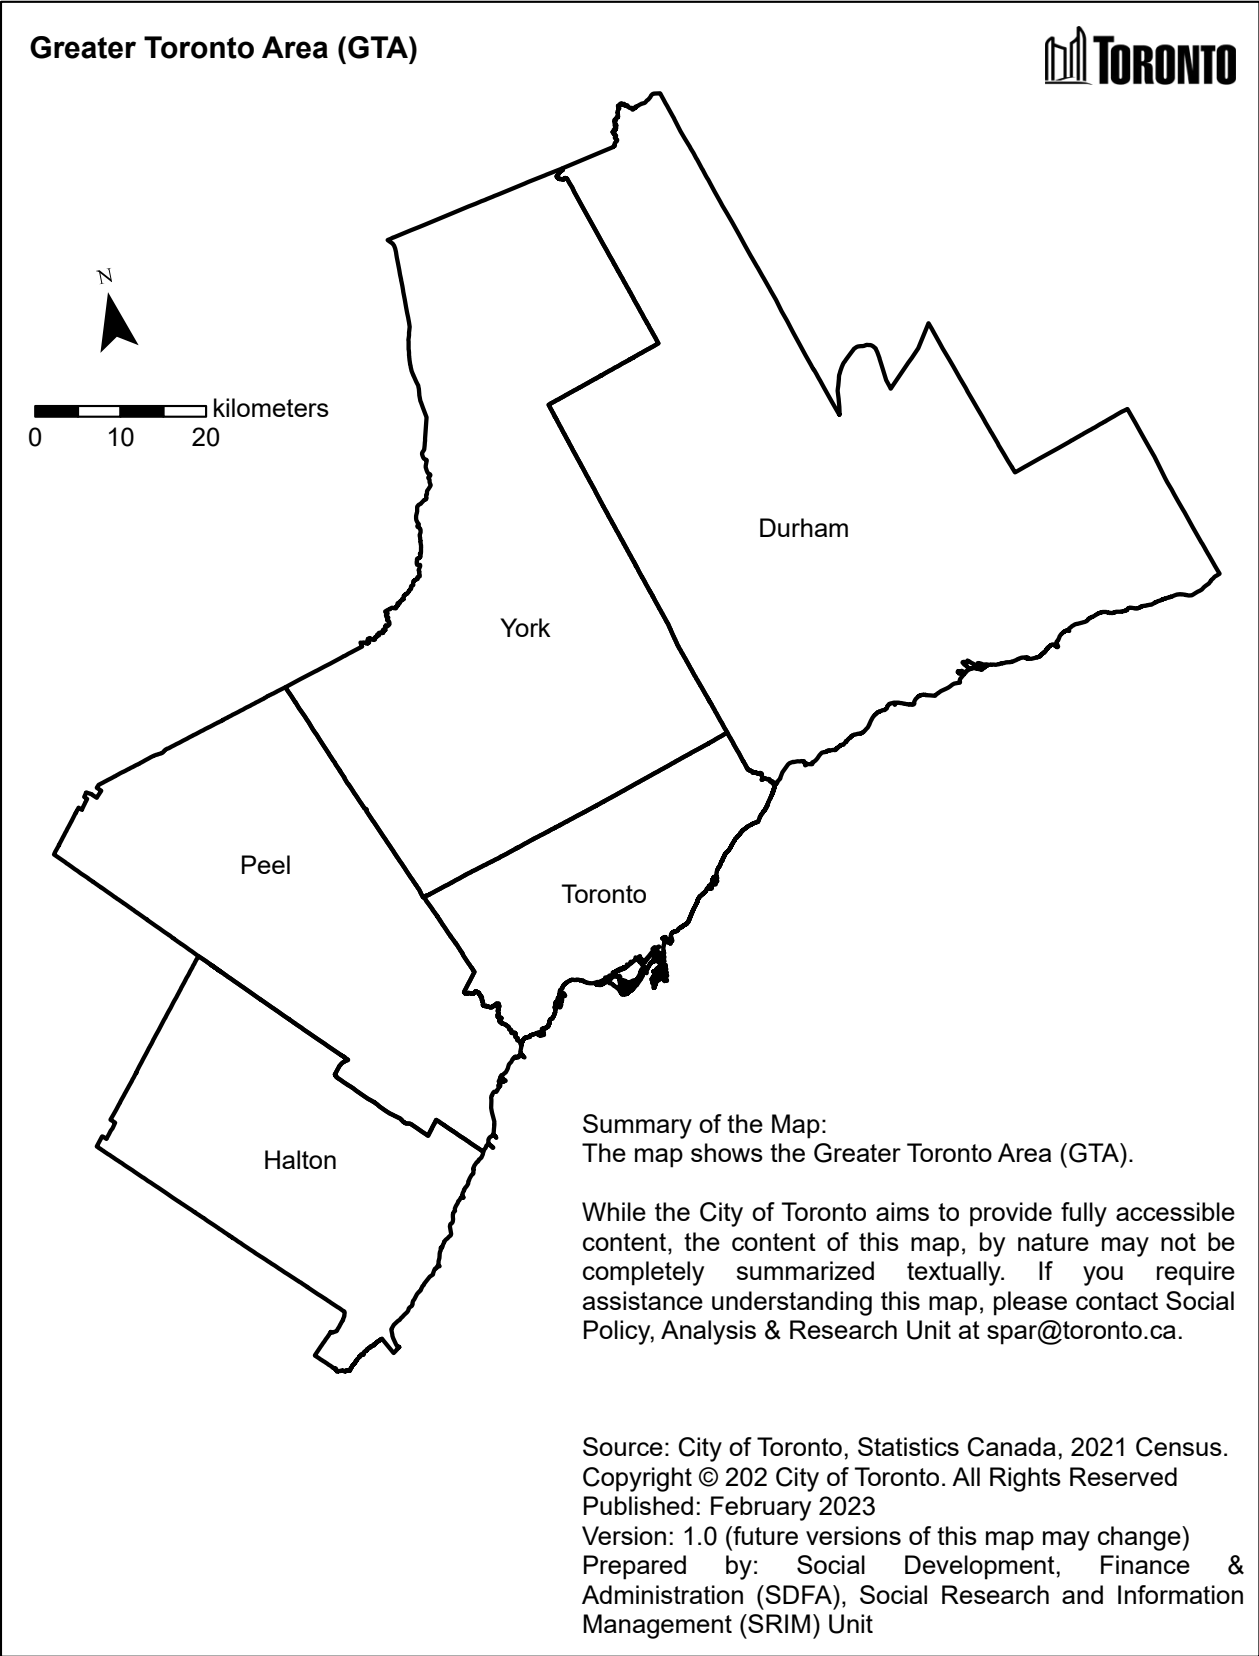 Greater Toronto Area (GTA)
TORONTO
N
kilometers
0 10 20
Durham
York
Peel
Toronto
Halton
Summary of the Map:
The map shows the Greater Toronto Area (GTA).
While the City of Toronto aims to provide fully accessible
content, the content of this map, by nature may not be
completely summarized textually. If you require
assistance understanding this map, please contact Social
Policy, Analysis & Research Unit at spar@toronto.ca.
Source: City of Toronto, Statistics Canada, 2021 Census.
Copyright © 202 City of Toronto. All Rights Reserved
Published: February 2023
Version: 1.0 (future versions of this map may change)
Prepared by: Social Development, Finance &
Administration (SDFA), Social Research and Information
Management (SRIM) Unit